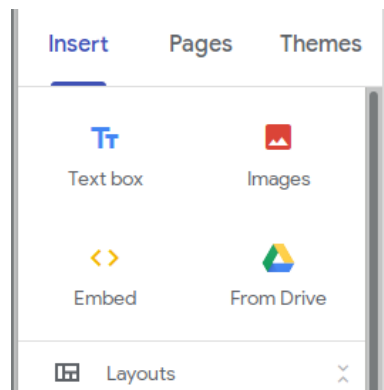 Insert Pages Themes
Text box Images
Embed From Drive
Layouts